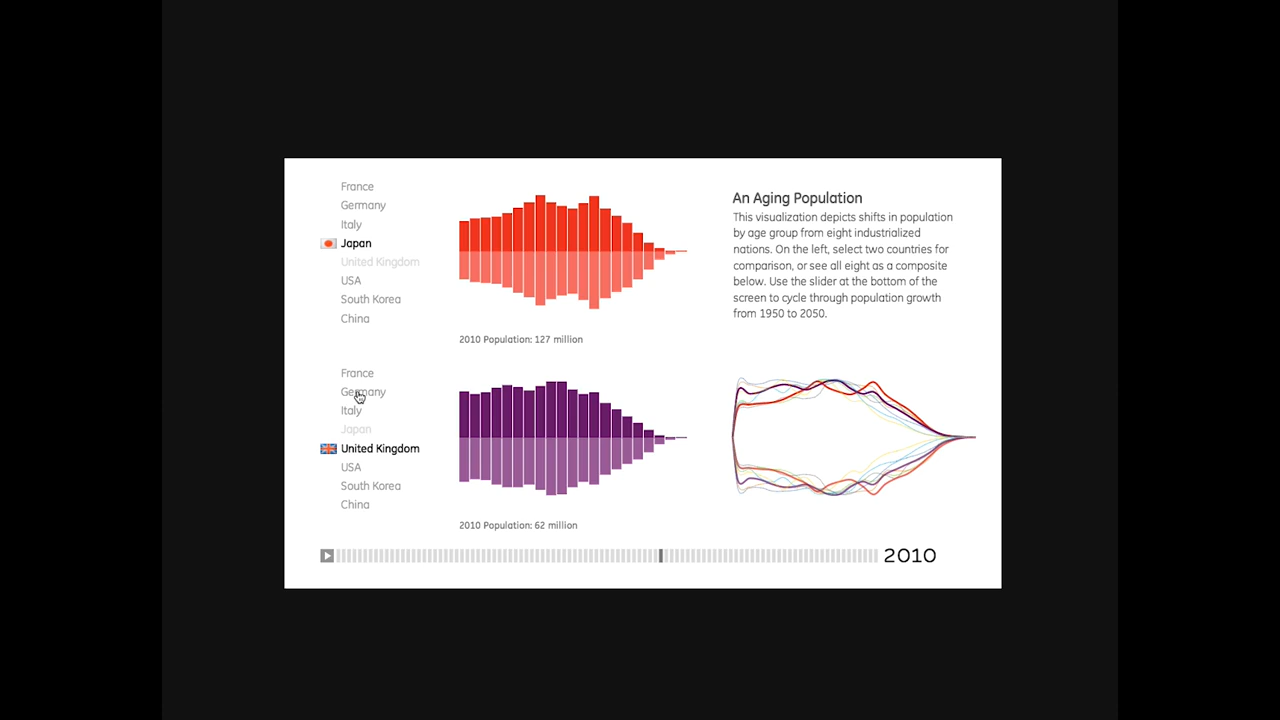 France
Germany
Italy
Japan
United Kingdom
USA
South Korea
China
2010 Population: 127 million
An Aging Population
This visualization depicts shifts in population
by age group from eight industrialized
nations. On the left, select two countries for
comparison, or see all eight as a composite
below. Use the slider at the bottom of the
screen to cycle through population growth
from 1950 to 2050.
France
Germany
Italy
Japan
United Kingdom
USA
South Korea
China
2010 Population: 62 million
2010